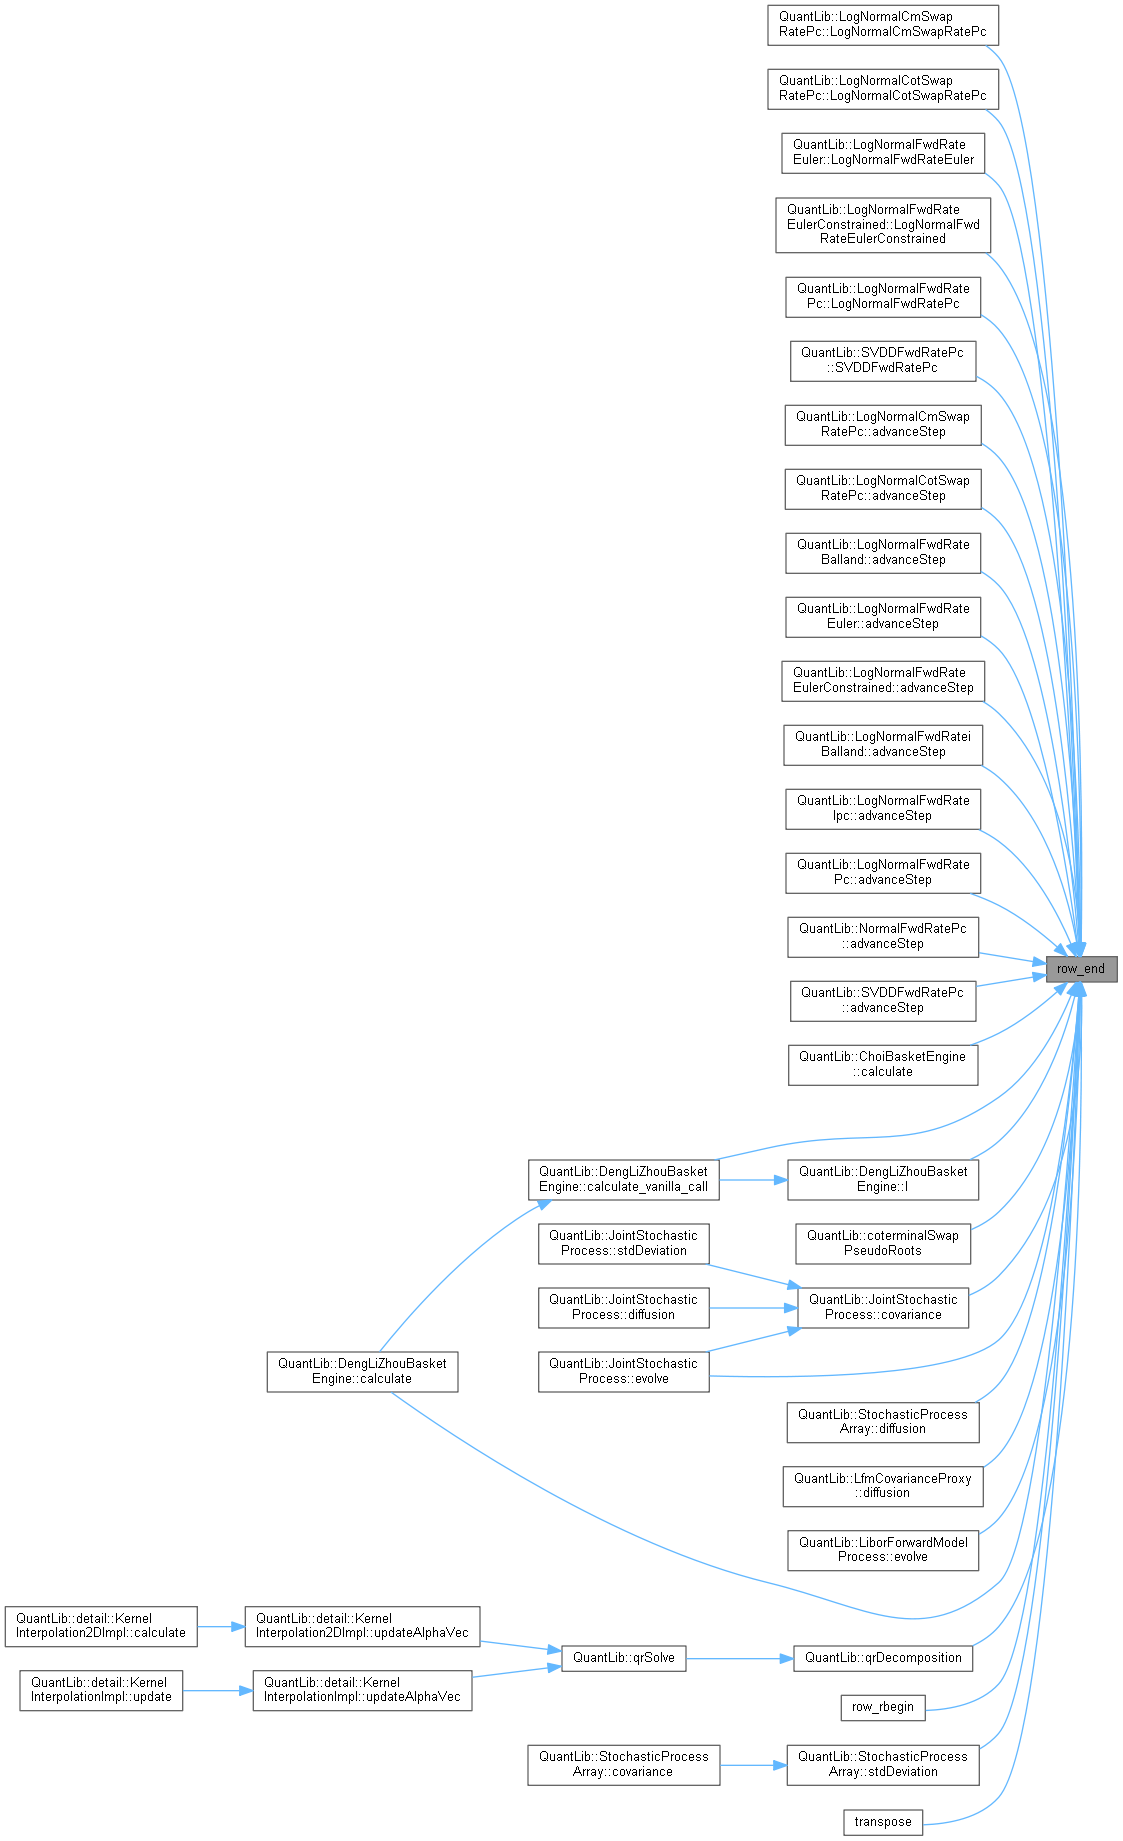 QuantLib::LogNormalCmSwap
RatePc::LogNormalCmSwapRatePc
QuantLib::LogNormalCotSwap
RatePc::LogNormalCotSwapRatePc
QuantLib::LogNormalFwdRate
Euler::LogNormalFwdRateEuler
QuantLib::LogNormalFwdRate
EulerConstrained::LogNormalFwd
RateEulerConstrained
QuantLib::LogNormalFwdRate
Pc::LogNormalFwdRatePc
QuantLib::SVDDFwdRatePc
::SVDDFwdRatePc
QuantLib::LogNormalCmSwap
RatePc::advanceStep
QuantLib::LogNormalCotSwap
RatePc::advanceStep
QuantLib::LogNormalFwdRate
Balland::advanceStep
QuantLib::LogNormalFwdRate
Euler::advanceStep
QuantLib::LogNormalFwdRate
EulerConstrained::advanceStep
QuantLib::LogNormalFwdRatei
Balland::advanceStep
QuantLib::LogNormalFwdRate
Ipc::advanceStep
QuantLib::LogNormalFwdRate
Pc::advanceStep
QuantLib::NormalFwdRatePc
::advanceStep
row_end
QuantLib::SVDDFwdRatePc
::advanceStep
QuantLib::ChoiBasketEngine
::calculate
QuantLib::DengLiZhouBasket
Engine::calculate_vanilla_call
QuantLib::DengLiZhouBasket
Engine::I
QuantLib::JointStochastic
Process::stdDeviation
QuantLib::coterminalSwap
PseudoRoots
QuantLib::JointStochastic
Process::diffusion
QuantLib::JointStochastic
Process::covariance
QuantLib::DengLiZhouBasket
Engine::calculate
QuantLib::JointStochastic
Process::evolve
QuantLib::StochasticProcess
Array::diffusion
QuantLib::LfmCovarianceProxy
::diffusion
QuantLib::LiborForwardModel
Process::evolve
QuantLib::detail::Kernel
Interpolation2DImpl::calculate
QuantLib::detail::Kernel
Interpolation2DImpl::updateAlphaVec
QuantLib::qrSolve
QuantLib::qrDecomposition
QuantLib::detail::Kernel
InterpolationImpl::update
QuantLib::detail::Kernel
InterpolationImpl::updateAlphaVec
row_rbegin
QuantLib::StochasticProcess
Array::covariance
QuantLib::StochasticProcess
Array::stdDeviation
transpose